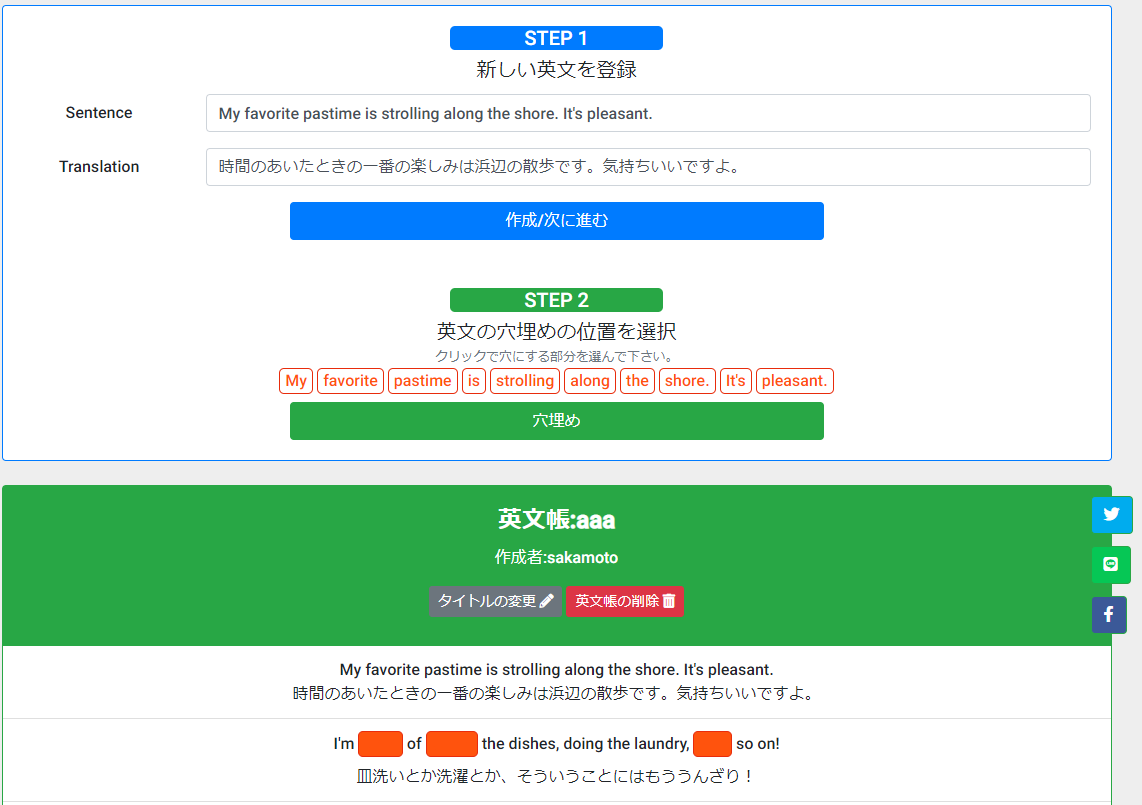 STEP 1
新しい英文を登録
Sentence My favorite pastime is strolling along the shore. It's pleasant.
Translation 時間のあいたときの一番の楽しみは浜辺の散歩です。気持ちいいですよ。
作成/次に進む
STEP 2
英文の穴埋めの位置を選択
クリックで穴にする部分を選んで下さい。
My favorite pastime is strolling along the shore. It's pleasant.
穴埋め
英文帳:aaa
作成者:sakamoto
タイトルの変更 英文帳の削除
My favorite pastime is strolling along the shore. It's pleasant.
時間のあいたときの一番の楽しみは浜辺の散歩です。気持ちいいですよ。
I'm of the dishes, doing the laundry, so on!
皿洗いとか洗濯とか、そういうことにはもううんざり！